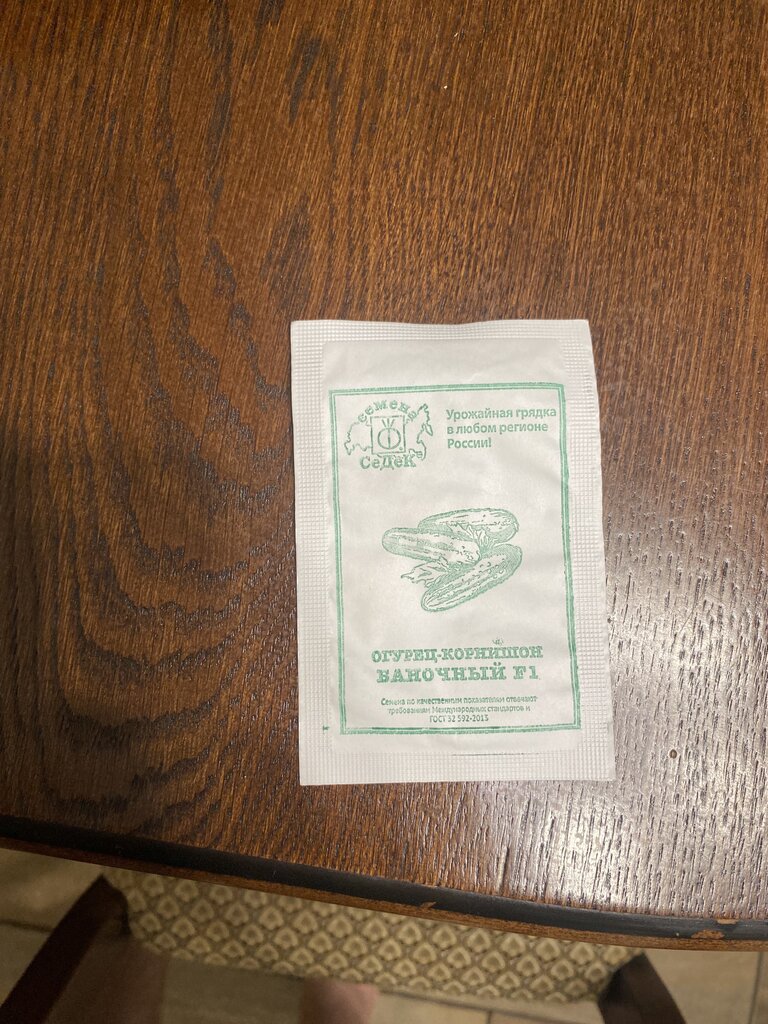 семена
СеДеК
Урожайная грядка
в любом регионе
России!
ОГУРЕЦ-КОРНИШОН
БАНОЧНЫЙ F1
Семена по качественным показателям отвечают
требованиям Международных стандартов и
ГОСТ 32 592-2013